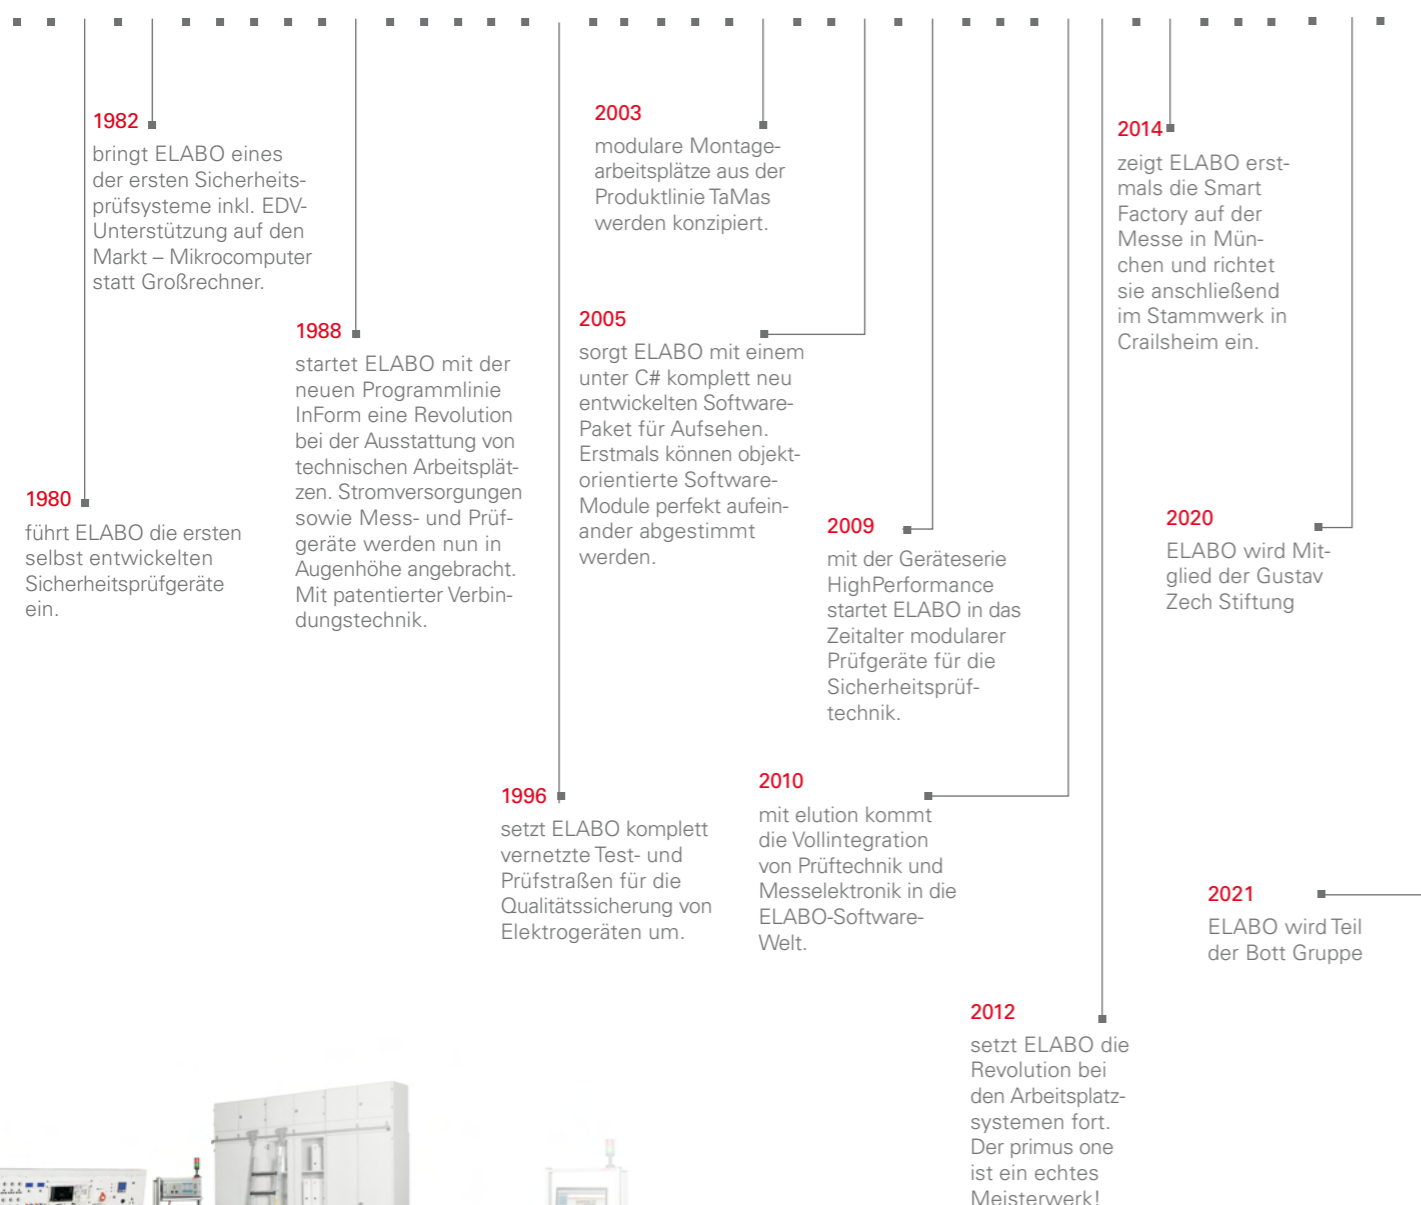 1980
führt ELABO die ersten
selbst entwickelten
Sicherheitsprüfgeräte
ein.
1982
bringt ELABO eines
der ersten Sicherheits-
prüfsysteme inkl. EDV-
Unterstützung auf den
Markt – Mikrocomputer
statt Großrechner.
1988
startet ELABO mit der
neuen Programmlinie
InForm eine Revolution
bei der Ausstattung von
technischen Arbeitsplät-
zen. Stromversorgungen
sowie Mess- und Prüf-
geräte werden nun in
Augenhöhe angebracht.
Mit patentierter Verbin-
dungstechnik.
1996
setzt ELABO komplett
vernetzte Test- und
Prüfstraßen für die
Qualitätssicherung von
Elektrogeräten um.
2003
modulare Montage-
arbeitsplätze aus der
Produktlinie TaMas
werden konzipiert.
2005
sorgt ELABO mit einem
unter C# komplett neu
entwickelten Software-
Paket für Aufsehen.
Erstmals können objekt-
orientierte Software-
Module perfekt aufein-
ander abgestimmt
werden.
2009
mit der Geräteserie
HighPerformance
startet ELABO in das
Zeitalter modularer
Prüfgeräte für die
Sicherheitsprüf-
technik.
2010
mit elution kommt
die Vollintegration
von Prüftechnik und
Messelektronik in die
ELABO-Software-
Welt.
2012
setzt ELABO die
Revolution bei
den Arbeitsplatz-
systemen fort.
Der primus one
ist ein echtes
Meisterwerk!
2014
zeigt ELABO erst-
mals die Smart
Factory auf der
Messe in Mün-
chen und richtet
sie anschließend
im Stammwerk in
Crailsheim ein.
2020
ELABO wird Mit-
glied der Gustav
Zech Stiftung
2021
ELABO wird Teil
der Bott Gruppe